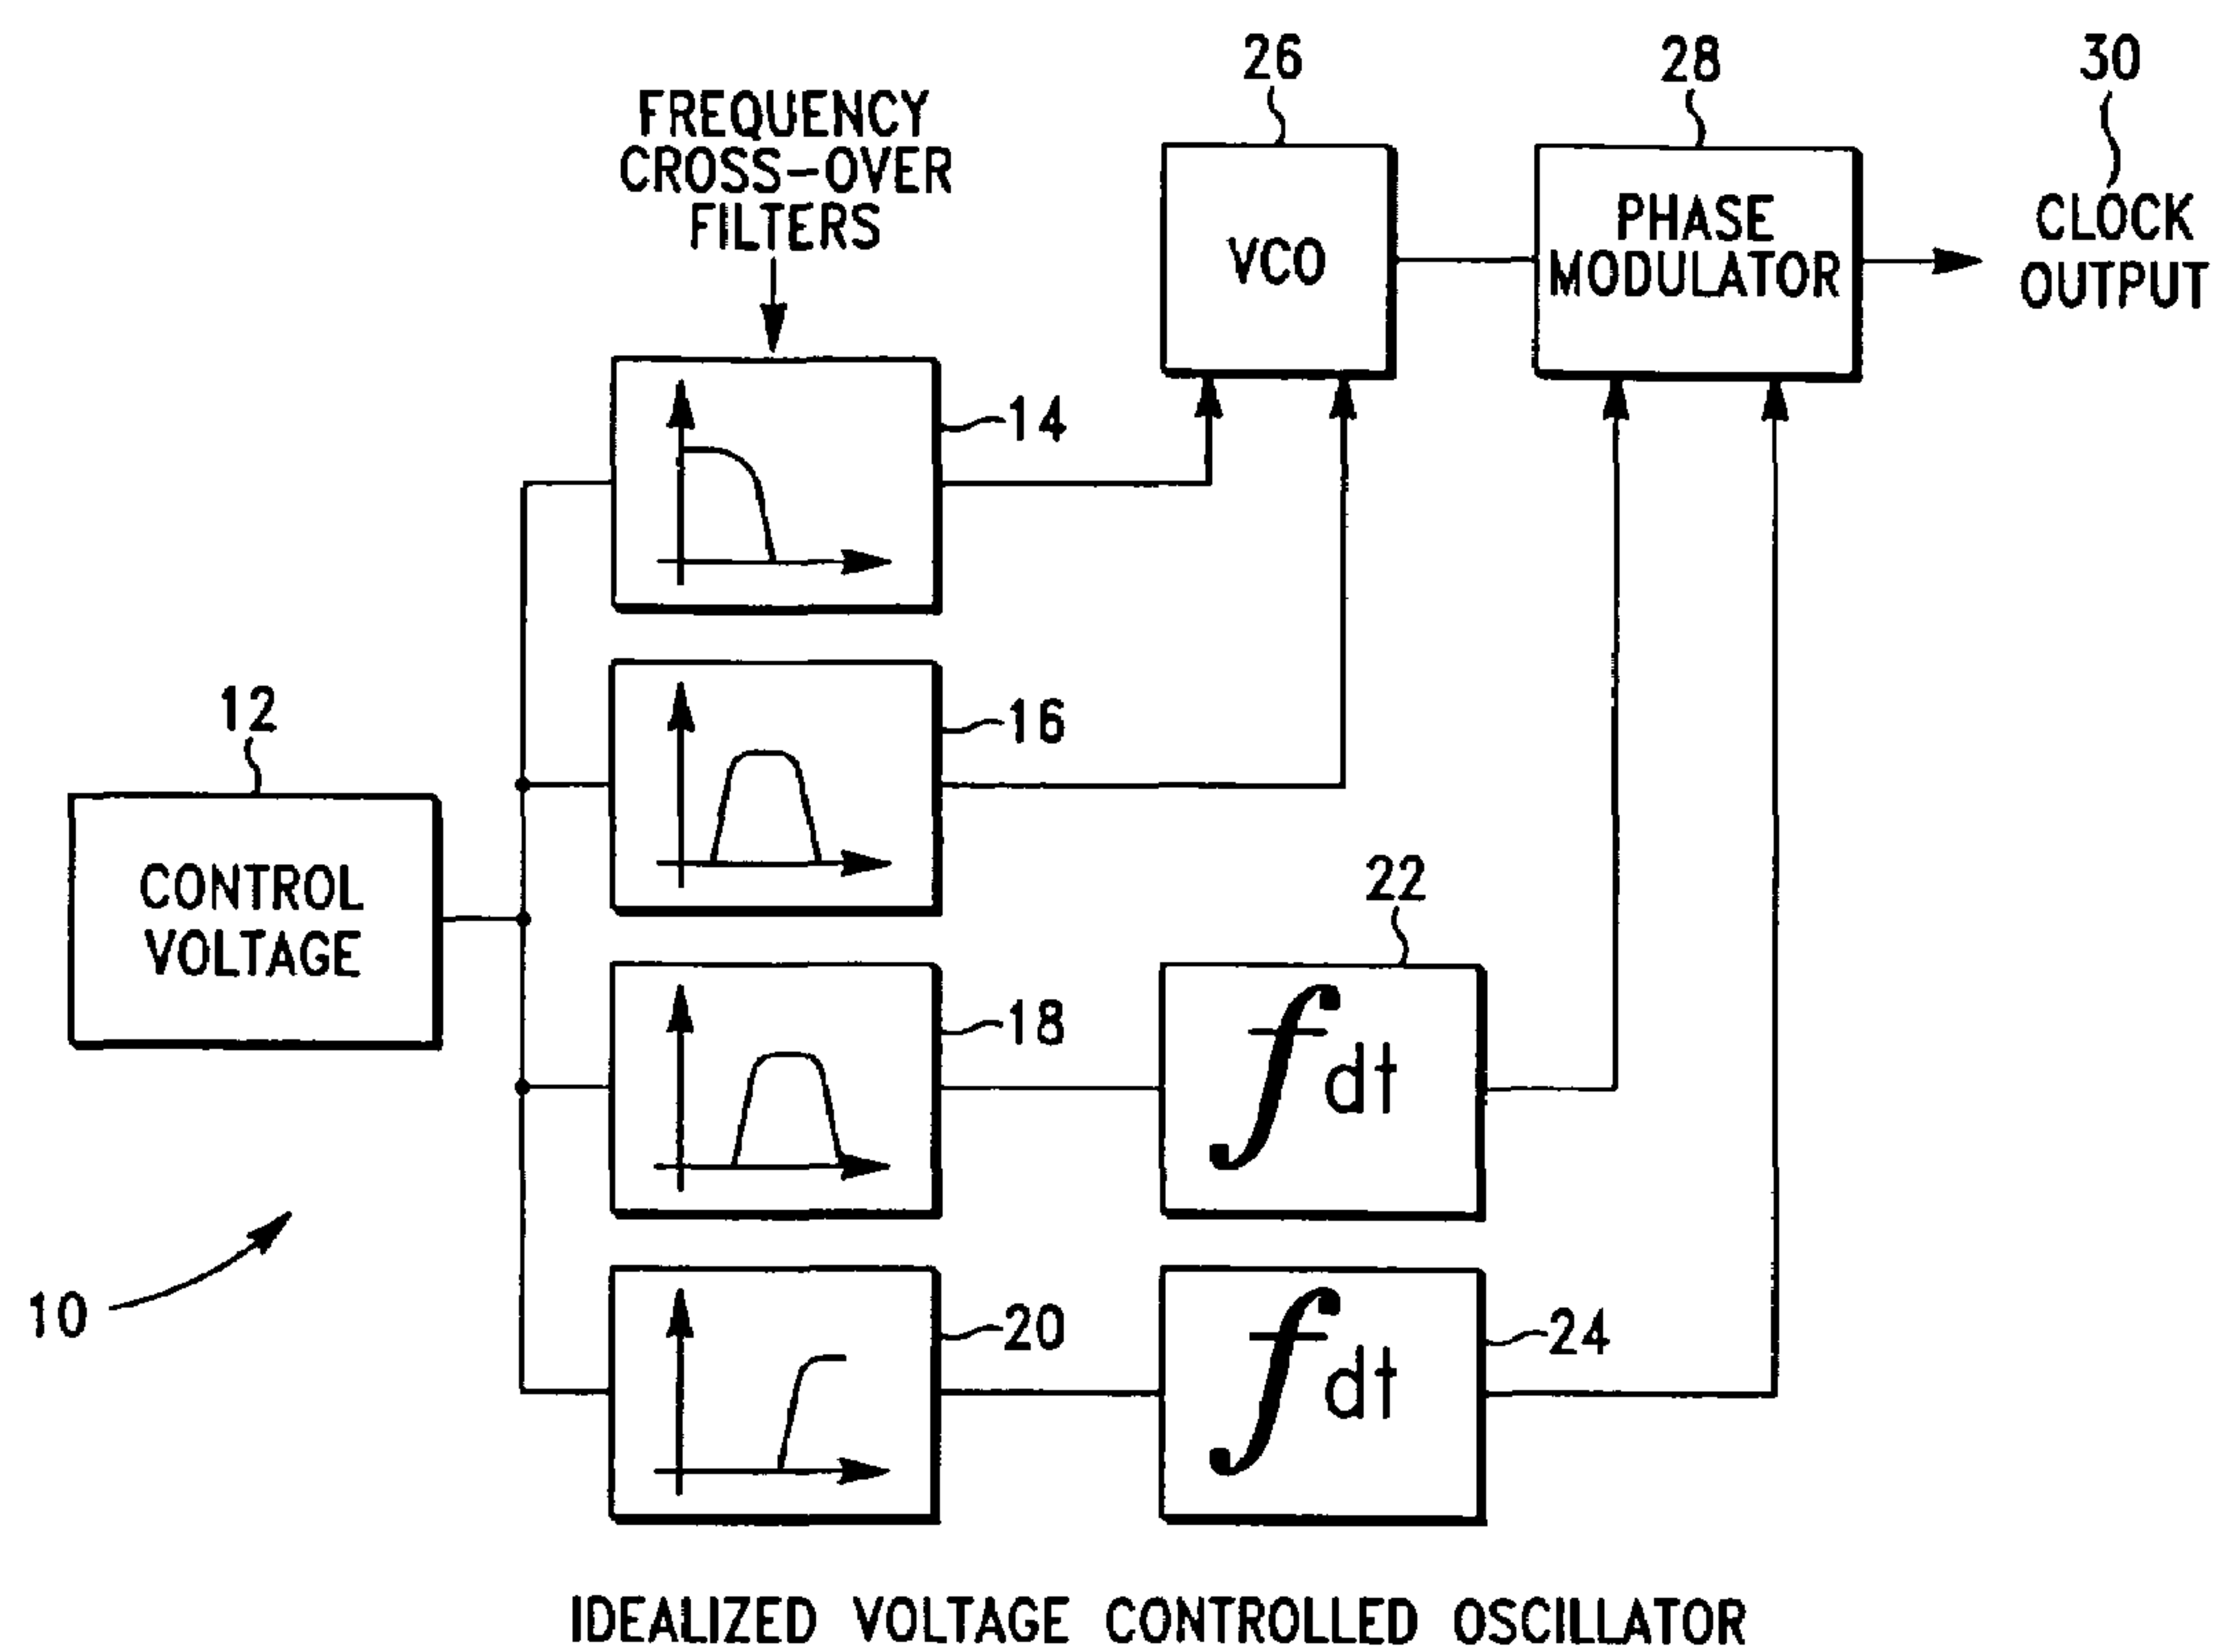 26
28
30
FREQUENCY
CROSS-OVER
FILTERS
VCO
PHASE
MODULATOR
CLOCK
OUTPUT
14
16
12
CONTROL
VOLTAGE
22
18
∫dt
10
20
∫dt
24
IDEALIZED VOLTAGE CONTROLLED OSCILLATOR